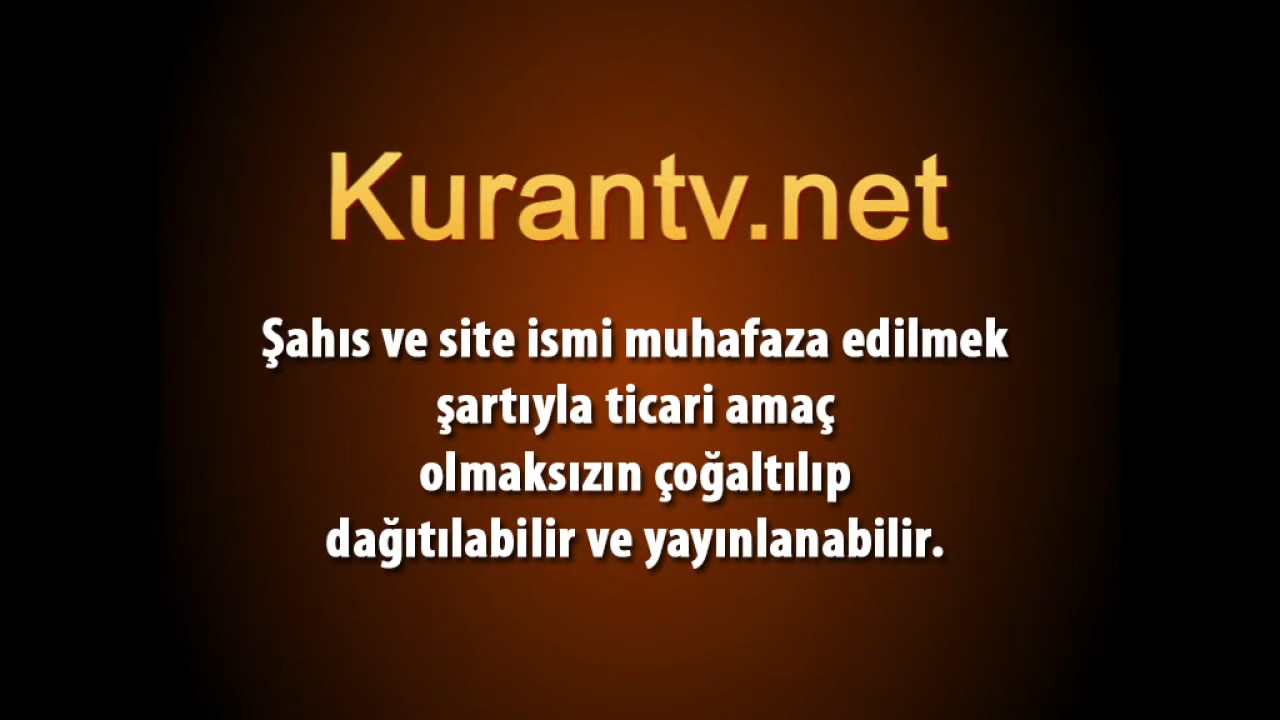 Kurantv.net
Şahıs ve site ismi muhafaza edilmek
şartıyla ticari amaç
olmaksızın çoğaltılıp
dağıtılabilir ve yayınlanabilir.